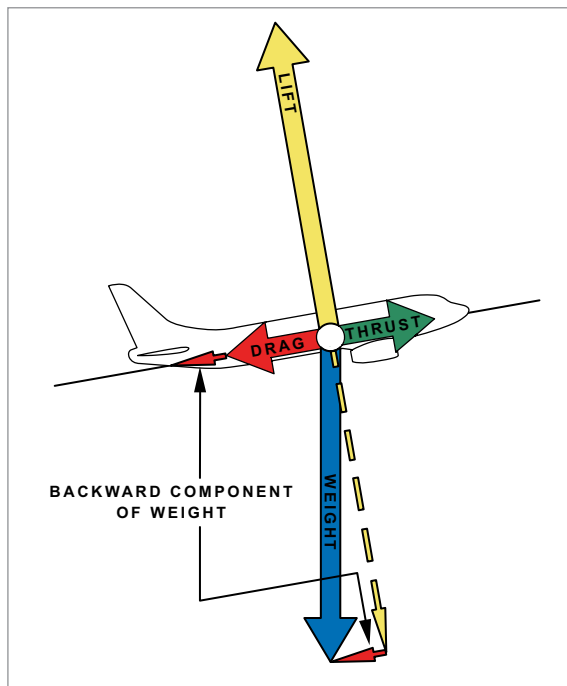 LIFT
DRAG
THRUST
WEIGHT
BACKWARD COMPONENT
OF WEIGHT